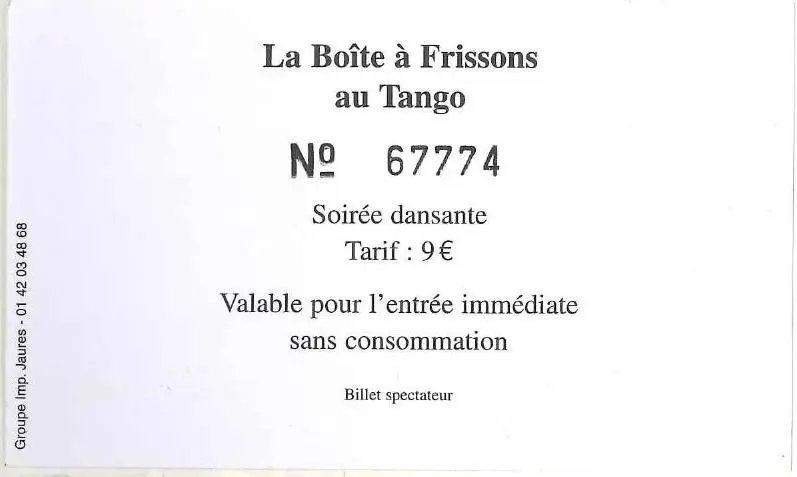 La Boîte à Frissons
au Tango
Nº 67774
Soirée dansante
Tarif : 9 €
Valable pour l'entrée immédiate
sans consommation
Billet spectateur
Groupe Imp. Jaures - 01 42 03 48 68